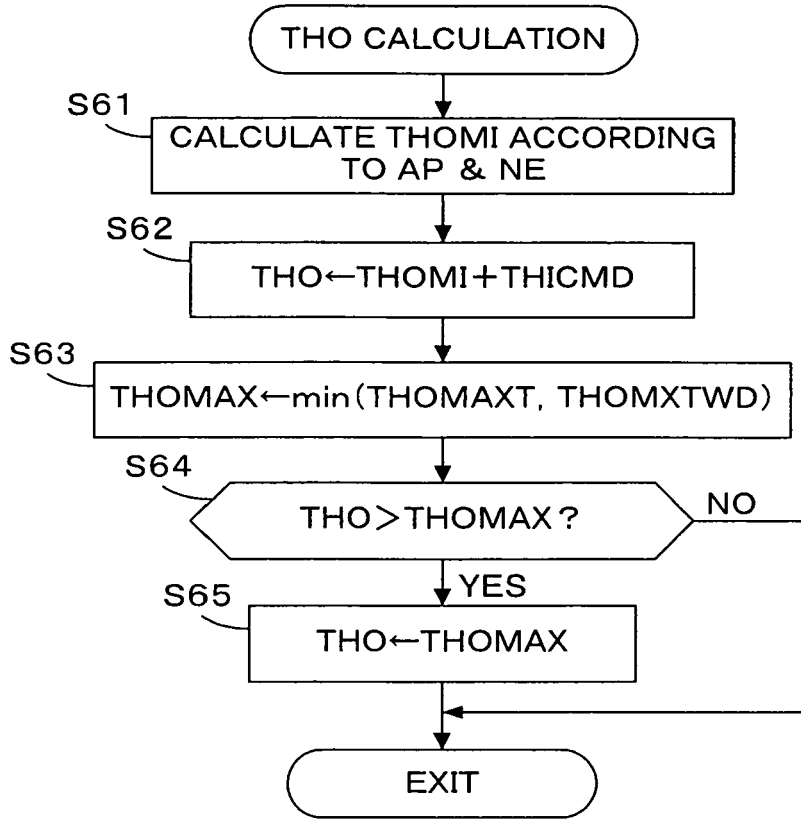 THO CALCULATION
S61
CALCULATE THOMI ACCORDING
TO AP & NE
S62
THO←THOMI+THICMD
S63
THOMAX←min(THOMAXT, THOMXTWD)
S64
THO>THOMAX?
NO
YES
S65
THO←THOMAX
EXIT